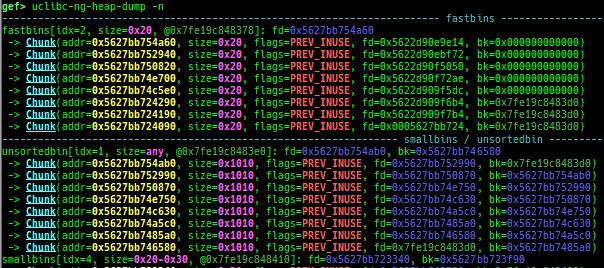 gef> uclibc-ng-heap-dump -n
---------------------------------------------------------- fastbins ----------
fastbins[idx=2, size=0x20, @0x7fe19c848378]: fd=0x5627bb754a60
 -> Chunk(addr=0x5627bb754a60, size=0x20, flags=PREV_INUSE, fd=0x5622d90e9e14, bk=0x000000000000)
 -> Chunk(addr=0x5627bb752940, size=0x20, flags=PREV_INUSE, fd=0x5622d90ebf72, bk=0x000000000000)
 -> Chunk(addr=0x5627bb750820, size=0x20, flags=PREV_INUSE, fd=0x5622d90f5050, bk=0x000000000000)
 -> Chunk(addr=0x5627bb74e700, size=0x20, flags=PREV_INUSE, fd=0x5622d90f72ae, bk=0x000000000000)
 -> Chunk(addr=0x5627bb74c5e0, size=0x20, flags=PREV_INUSE, fd=0x5622d909f5dc, bk=0x000000000000)
 -> Chunk(addr=0x5627bb724290, size=0x20, flags=PREV_INUSE, fd=0x5622d909f6b4, bk=0x7fe19c8483d0)
 -> Chunk(addr=0x5627bb724190, size=0x20, flags=PREV_INUSE, fd=0x5622d909f7b4, bk=0x7fe19c8483d0)
 -> Chunk(addr=0x5627bb724090, size=0x20, flags=PREV_INUSE, fd=0x0005627bb724, bk=0x7fe19c8483d0)
---------------------------------------------------- smallbins / unsortedbin ----------
unsortedbin[idx=1, size=any, @0x7fe19c8483e0]: fd=0x5627bb754ab0, bk=0x5627bb746580
 -> Chunk(addr=0x5627bb754ab0, size=0x1010, flags=PREV_INUSE, fd=0x5627bb752990, bk=0x7fe19c8483d0)
 -> Chunk(addr=0x5627bb752990, size=0x1010, flags=PREV_INUSE, fd=0x5627bb750870, bk=0x5627bb754ab0)
 -> Chunk(addr=0x5627bb750870, size=0x1010, flags=PREV_INUSE, fd=0x5627bb74e750, bk=0x5627bb752990)
 -> Chunk(addr=0x5627bb74e750, size=0x1010, flags=PREV_INUSE, fd=0x5627bb74c630, bk=0x5627bb750870)
 -> Chunk(addr=0x5627bb74c630, size=0x1010, flags=PREV_INUSE, fd=0x5627bb74a5c0, bk=0x5627bb74e750)
 -> Chunk(addr=0x5627bb74a5c0, size=0x1010, flags=PREV_INUSE, fd=0x5627bb7485a0, bk=0x5627bb74c630)
 -> Chunk(addr=0x5627bb7485a0, size=0x1010, flags=PREV_INUSE, fd=0x5627bb746580, bk=0x5627bb74a5c0)
 -> Chunk(addr=0x5627bb746580, size=0x1010, flags=PREV_INUSE, fd=0x7fe19c8483d0, bk=0x5627bb7485a0)
smallbins[idx=4, size=0x20-0x30, @0x7fe19c848410]: fd=0x5627bb723340, bk=0x5627bb723f90